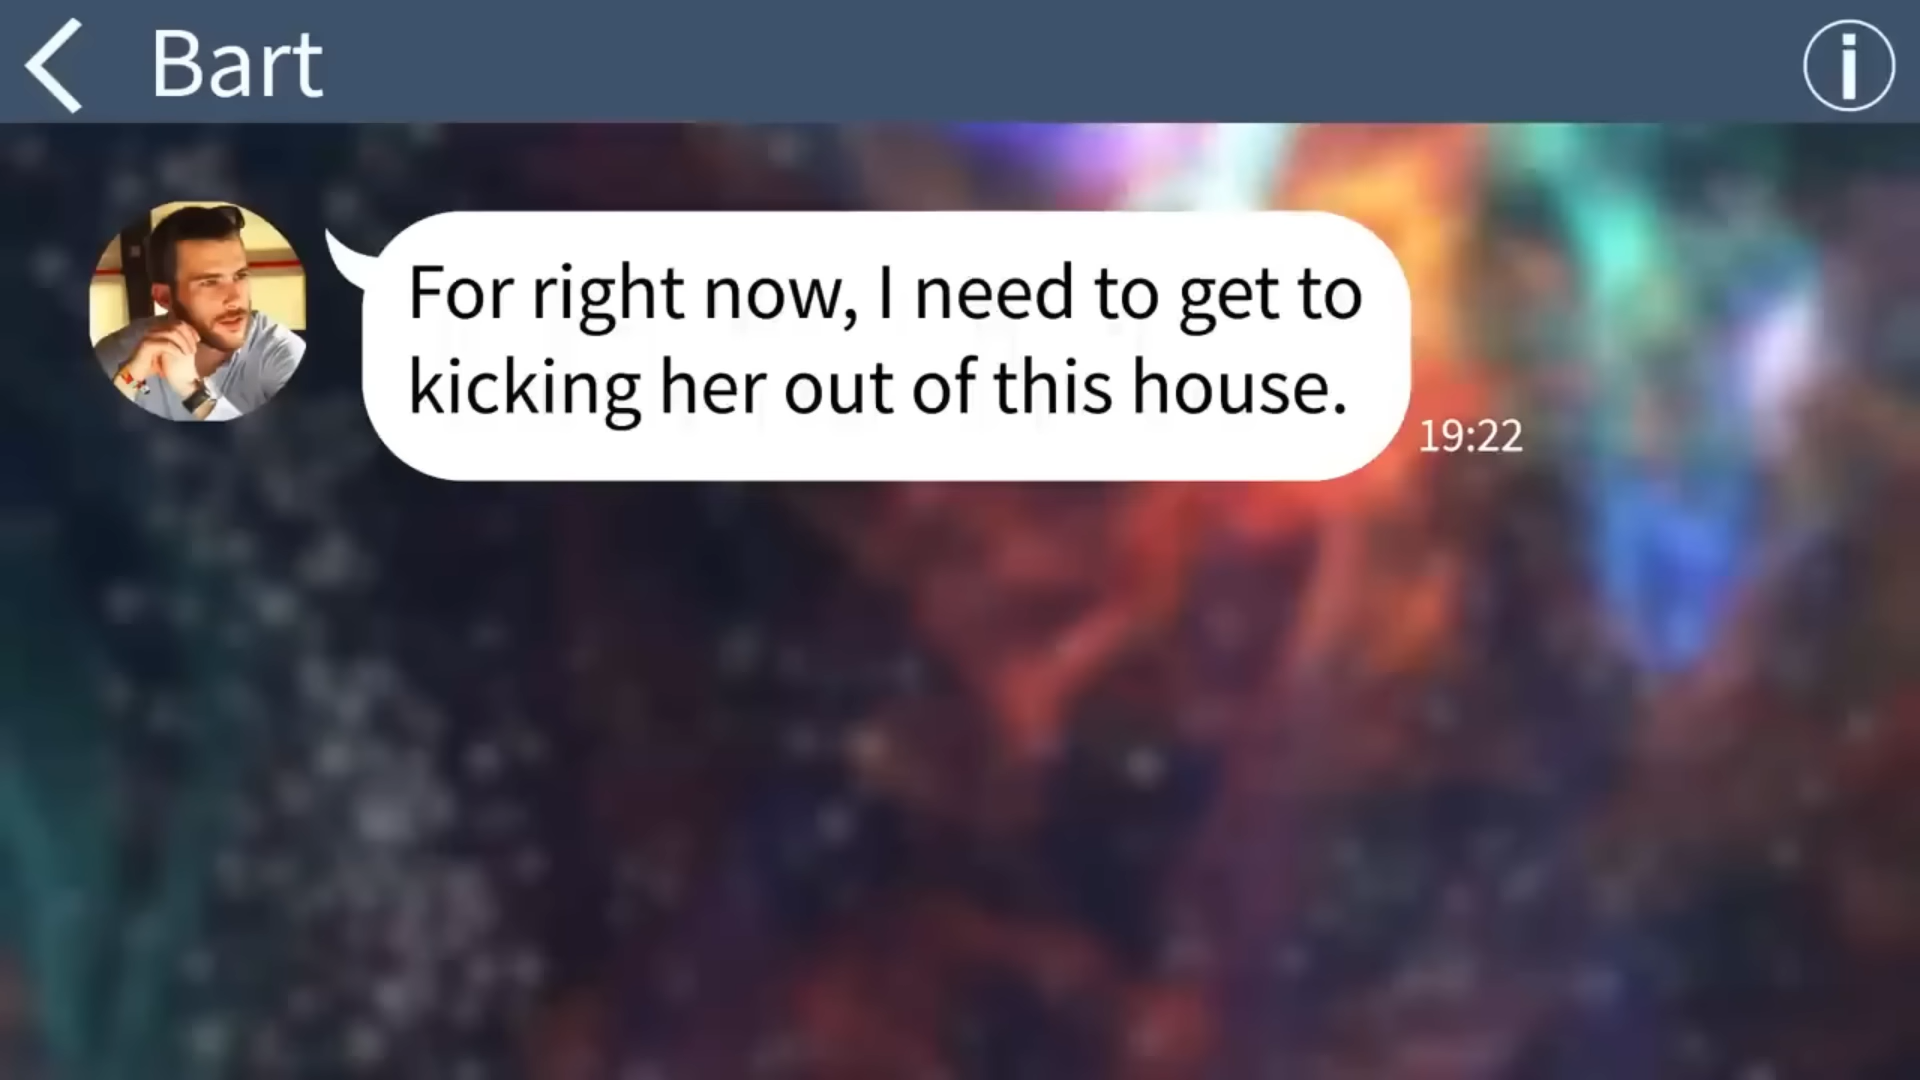 Bart
For right now, I need to get to
kicking her out of this house.
19:22